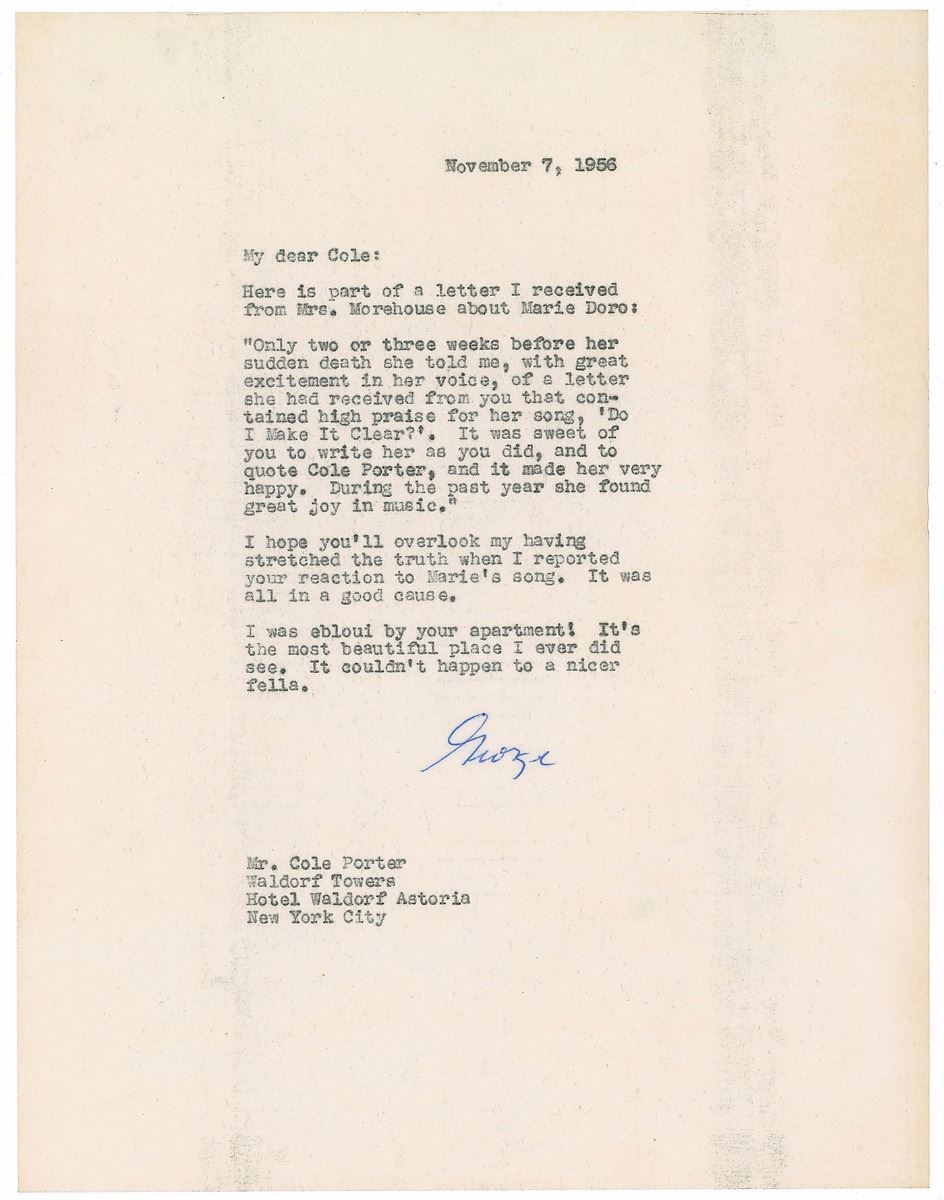 November 7, 1956
My dear Cole:
Here is part of a letter I received
from Mrs. Morehouse about Marie Doro:
"Only two or three weeks before her
sudden death she told me, with great
excitement in her voice, of a letter
she had received from you that con-
tained high praise for her song, 'Do
I Make It Clear?'. It was sweet of
you to write her as you did, and to
quote Cole Porter, and it made her very
happy. During the past year she found
great joy in music."
I hope you'll overlook my having
stretched the truth when I reported
your reaction to Marie's song. It was
all in a good cause.
I was ebloui by your apartment! It's
the most beautiful place I ever did
see. It couldn't happen to a nicer
fella.
George
Mr. Cole Porter
Waldorf Towers
Hotel Waldorf Astoria
New York City